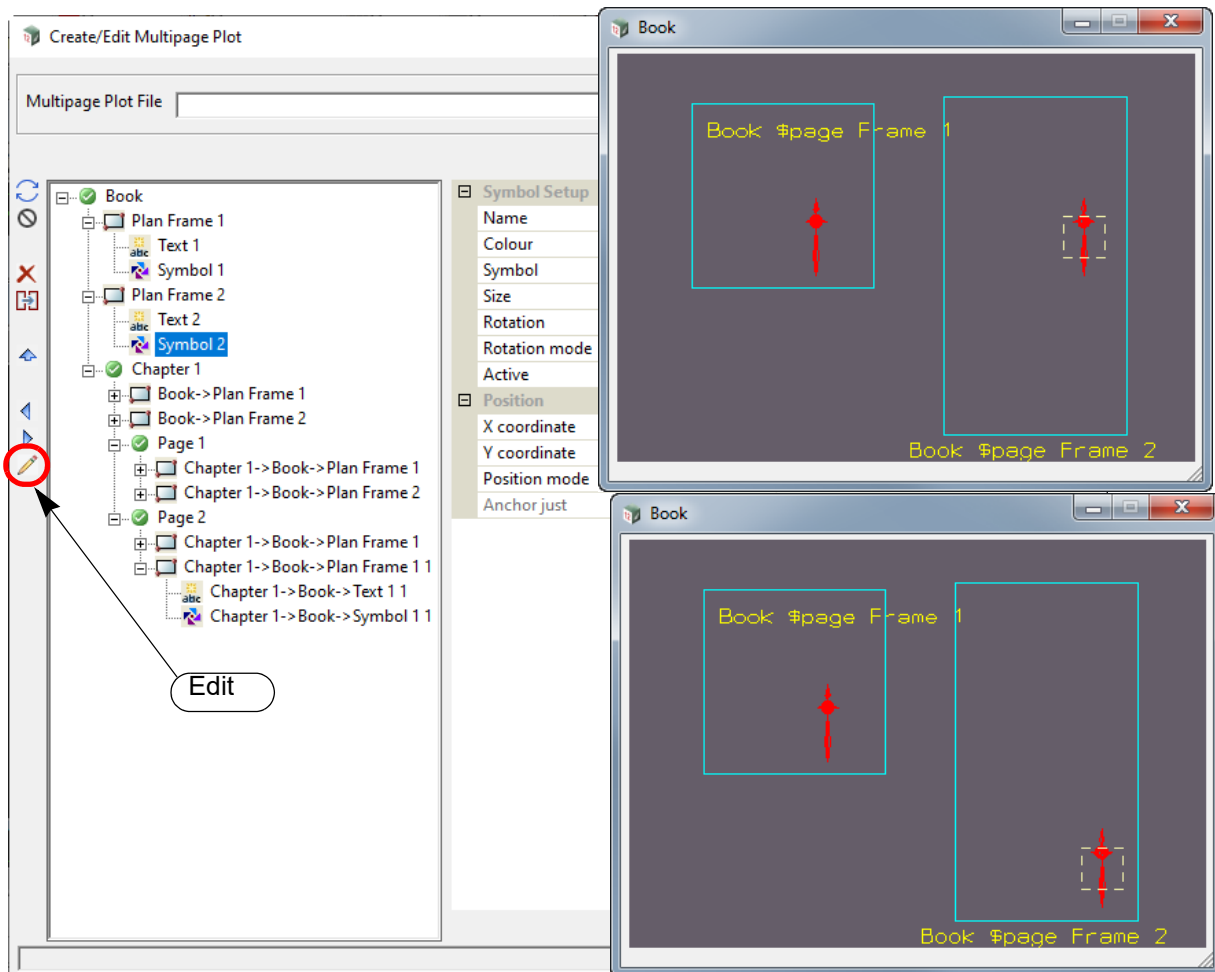 Create/Edit Multipage Plot
Multipage Plot File
Book
Plan Frame 1
abc Text 1
Symbol 1
Plan Frame 2
abc Text 2
Symbol 2
Chapter 1
Book->Plan Frame 1
Book->Plan Frame 2
Page 1
Chapter 1->Book->Plan Frame 1
Chapter 1->Book->Plan Frame 2
Page 2
Chapter 1->Book->Plan Frame 1
Chapter 1->Book->Plan Frame 1 1
abc Chapter 1->Book->Text 1 1
Chapter 1->Book->Symbol 1 1
Edit
Symbol Setup
Name
Colour
Symbol
Size
Rotation
Rotation mode
Active
Position
X coordinate
Y coordinate
Position mode
Anchor just
Book
Book $page Frame 1
Book $page Frame 2
Book
Book $page Frame 1
Book $page Frame 2